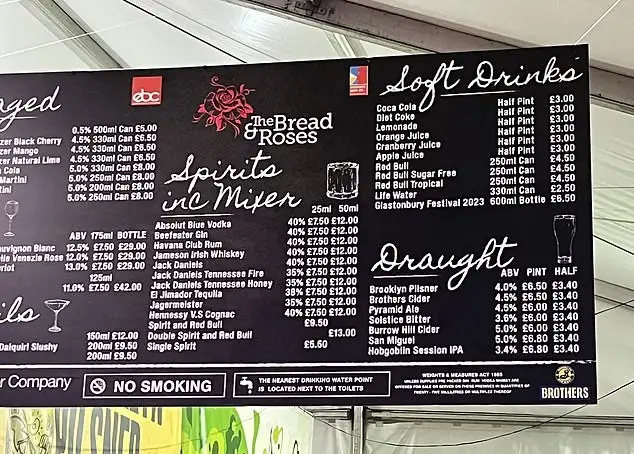 aged
ebc
The Bread
& Roses
0.5% 500ml Can £5.00
zer Black Cherry 4.5% 330ml Can £6.50
zer Mango 4.5% 330ml Can £6.50
zer Natural Lime 4.5% 330ml Can £6.50
Cola 5.0% 250ml Can £8.00
Martini 5.0% 250ml Can £8.00
tini 5.0% 200ml Can £8.00
5.0% 250ml Can £8.00
ABV 175ml BOTTLE
auvignon Blanc 12.5% £7.50 £29.00
Venezie Rose 12.0% £7.50 £29.00
erlot 13.0% £7.50 £29.00
125ml
11.0% £7.50 £42.00
ils
150ml £12.00
Daiquiri Slushy 200ml £9.50
200ml £9.50
Spirits
inc Mixer
25ml 50ml
Absolut Blue Vodka 40% £7.50 £12.00
Beefeater Gin 40% £7.50 £12.00
Havana Club Rum 40% £7.50 £12.00
Jameson Irish Whiskey 40% £7.50 £12.00
Jack Daniels 40% £7.50 £12.00
Jack Daniels Tennessee Fire 35% £7.50 £12.00
Jack Daniels Tennessee Honey 35% £7.50 £12.00
El Jimador Tequila 38% £7.50 £12.00
Jagermeister 35% £7.50 £12.00
Hennessy V.S Cognac 40% £7.50 £12.00
Spirit and Red Bull £9.50
Double Spirit and Red Bull £13.00
Single Spirit £5.50
Soft Drinks
Coca Cola Half Pint £3.00
Diet Coke Half Pint £3.00
Lemonade Half Pint £3.00
Orange Juice Half Pint £3.00
Cranberry Juice Half Pint £3.00
Apple Juice Half Pint £3.00
Red Bull 250ml Can £4.50
Red Bull Sugar Free 250ml Can £4.50
Red Bull Tropical 250ml Can £4.50
Life Water 330ml Can £2.50
Glastonbury Festival 2023 600ml Bottle £6.50
Draught
ABV PINT HALF
Brooklyn Pilsner 4.0% £6.50 £3.40
Brothers Cider 4.5% £6.50 £3.40
Pyramid Ale 4.5% £6.00 £3.40
Solstice Bitter 3.6% £6.00 £3.40
Burrow Hill Cider 5.0% £6.00 £3.40
San Miguel 5.0% £6.80 £3.40
Hobgoblin Session IPA 3.4% £6.80 £3.40
er Company
NO SMOKING
THE NEAREST DRINKING WATER POINT
IS LOCATED NEXT TO THE TOILETS
WEIGHTS & MEASURES ACT 1985
BROTHERS